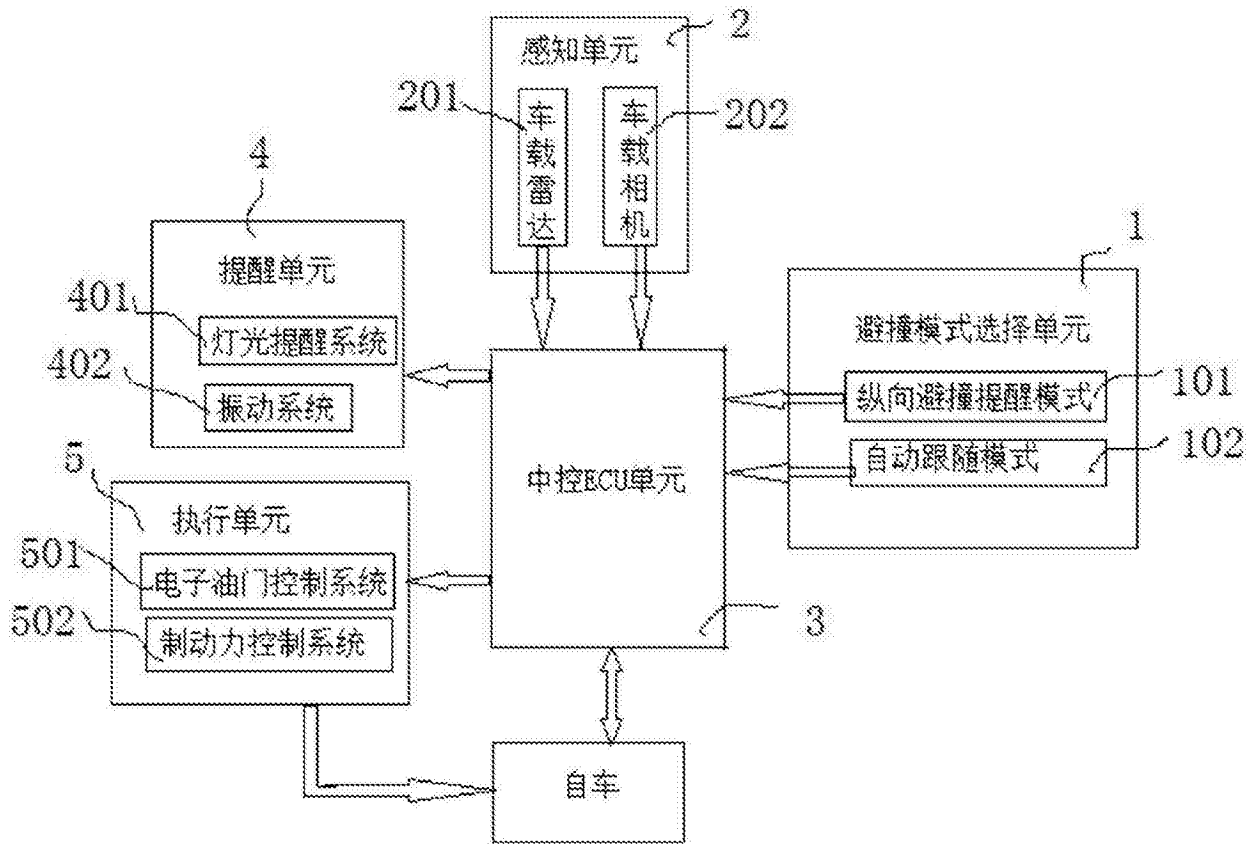 感知单元
2
201
车载雷达
车载相机
202
4
提醒单元
401
灯光提醒系统
402
振动系统
1
避撞模式选择单元
纵向避撞提醒模式
101
自动跟随模式
102
中控ECU单元
3
5
执行单元
501
电子油门控制系统
502
制动力控制系统
自车